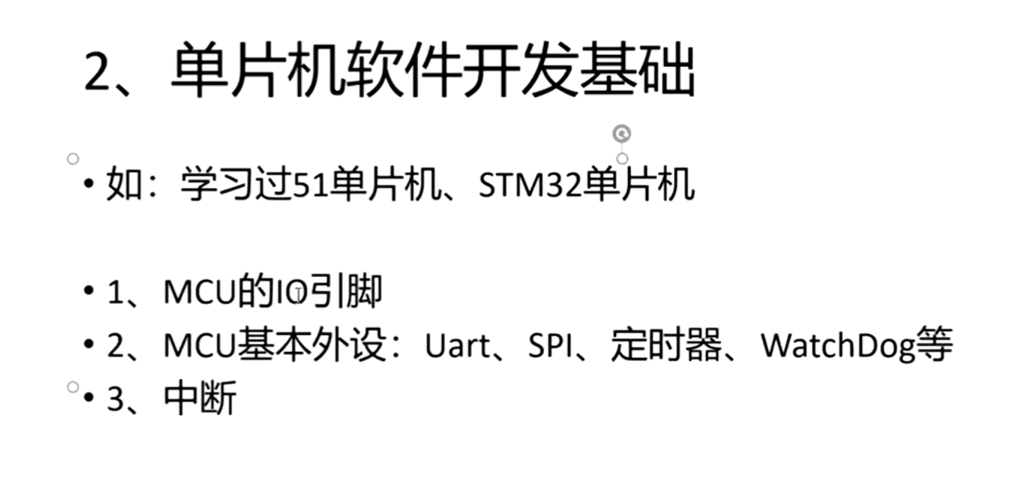 2、单片机软件开发基础
• 如：学习过51单片机、STM32单片机
• 1、MCU的IO引脚
• 2、MCU基本外设：Uart、SPI、定时器、WatchDog等
• 3、中断